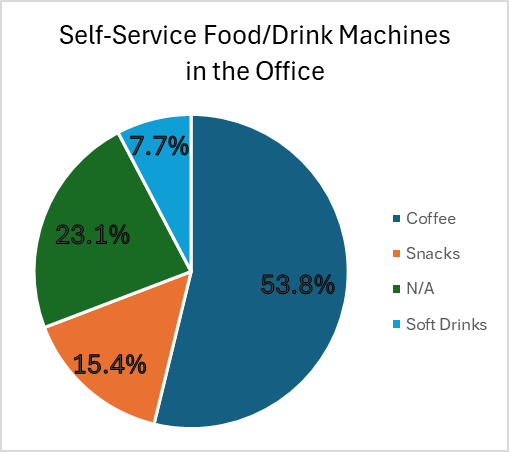 Self-Service Food/Drink Machines
in the Office
7.7%
23.1%
53.8%
15.4%
Coffee
Snacks
N/A
Soft Drinks